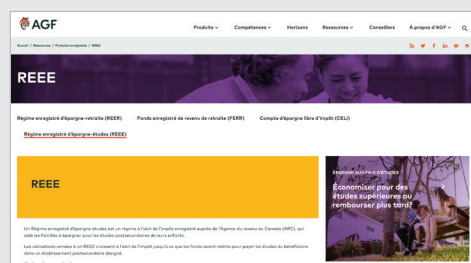 AGF
Produits Compétences Horizons Ressources Conseillers À propos d'AGF
Accueil / Ressources / Produits enregistrés / REEE
REEE
Régime enregistré d'épargne-retraite (REER) Fonds enregistré de revenu de retraite (FERR) Compte d'épargne libre d'impôt (CELI)
Régime enregistré d'épargne-études (REEE)
REEE
ÉPARGNE AUX FINS D'ÉTUDES
Économiser pour des
études supérieures ou
rembourser plus tard?
Un Régime enregistré d'épargne-études est un régime à l'abri de l'impôt enregistré auprès de l'Agence du revenu du Canada (ARC), qui
aide les familles à épargner pour les études postsecondaires de leurs enfants.
Les cotisations versées à un REEE croissent à l'abri de l'impôt jusqu'à ce que les fonds soient retirés pour payer les études du bénéficiaire
dans un établissement postsecondaire désigné.